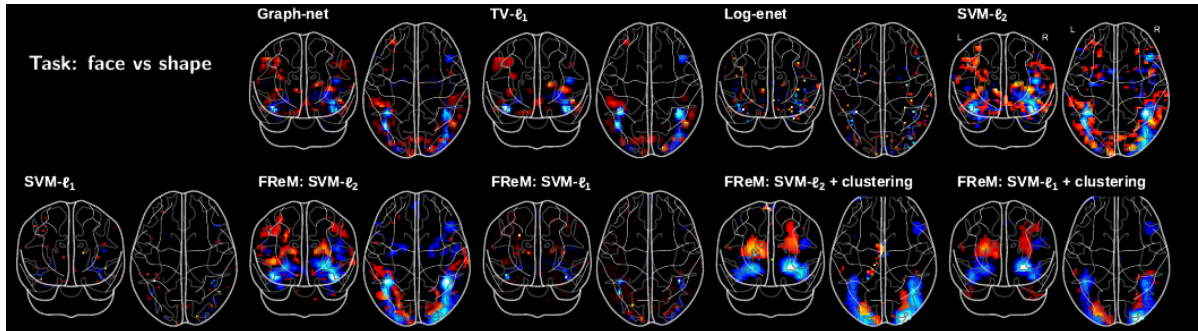 Graph-net
TV-ℓ₁
Log-enet
SVM-ℓ₂
Task: face vs shape
L
R
L
R
SVM-ℓ₁
FReM: SVM-ℓ₂
FReM: SVM-ℓ₁
FReM: SVM-ℓ₂ + clustering
FReM: SVM-ℓ₁ + clustering